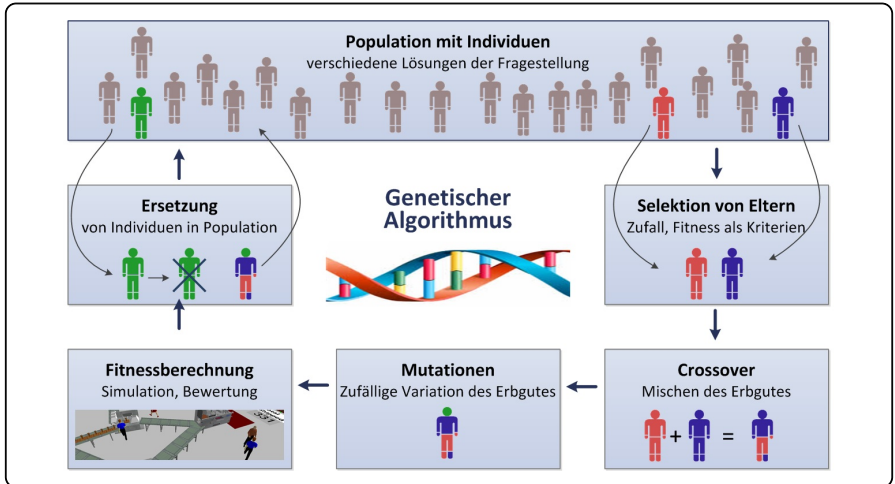 Population mit Individuen
verschiedene Lösungen der Fragestellung
Genetischer
Algorithmus
Selektion von Eltern
Zufall, Fitness als Kriterien
Crossover
Mischen des Erbgutes
+ =
Mutationen
Zufällige Variation des Erbgutes
Fitnessberechnung
Simulation, Bewertung
Ersetzung
von Individuen in Population